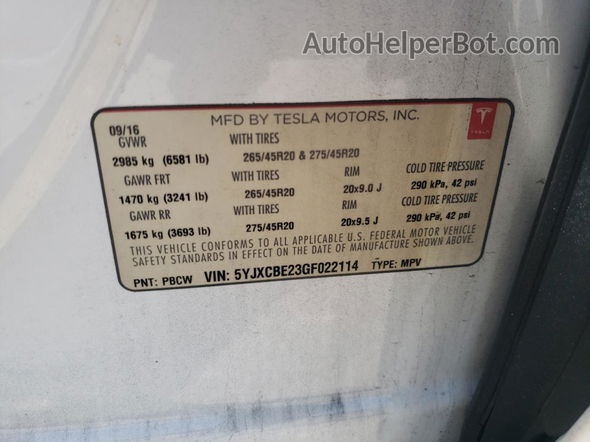 AutoHelperBot.com
MFD BY TESLA MOTORS, INC.
TESLA
09/16
GVWR WITH TIRES
2985 kg (6581 lb) 265/45R20 & 275/45R20
GAWR FRT WITH TIRES RIM COLD TIRE PRESSURE
1470 kg (3241 lb) 265/45R20 20x9.0 J 290 kPa, 42 psi
GAWR RR WITH TIRES RIM COLD TIRE PRESSURE
1675 kg (3693 lb) 275/45R20 20x9.5 J 290 kPa, 42 psi
THIS VEHICLE CONFORMS TO ALL APPLICABLE U.S. FEDERAL MOTOR VEHICLE
SAFETY STANDARDS IN EFFECT ON THE DATE OF MANUFACTURE SHOWN ABOVE.
PNT: PBCW VIN: 5YJXCBE23GF022114 TYPE: MPV